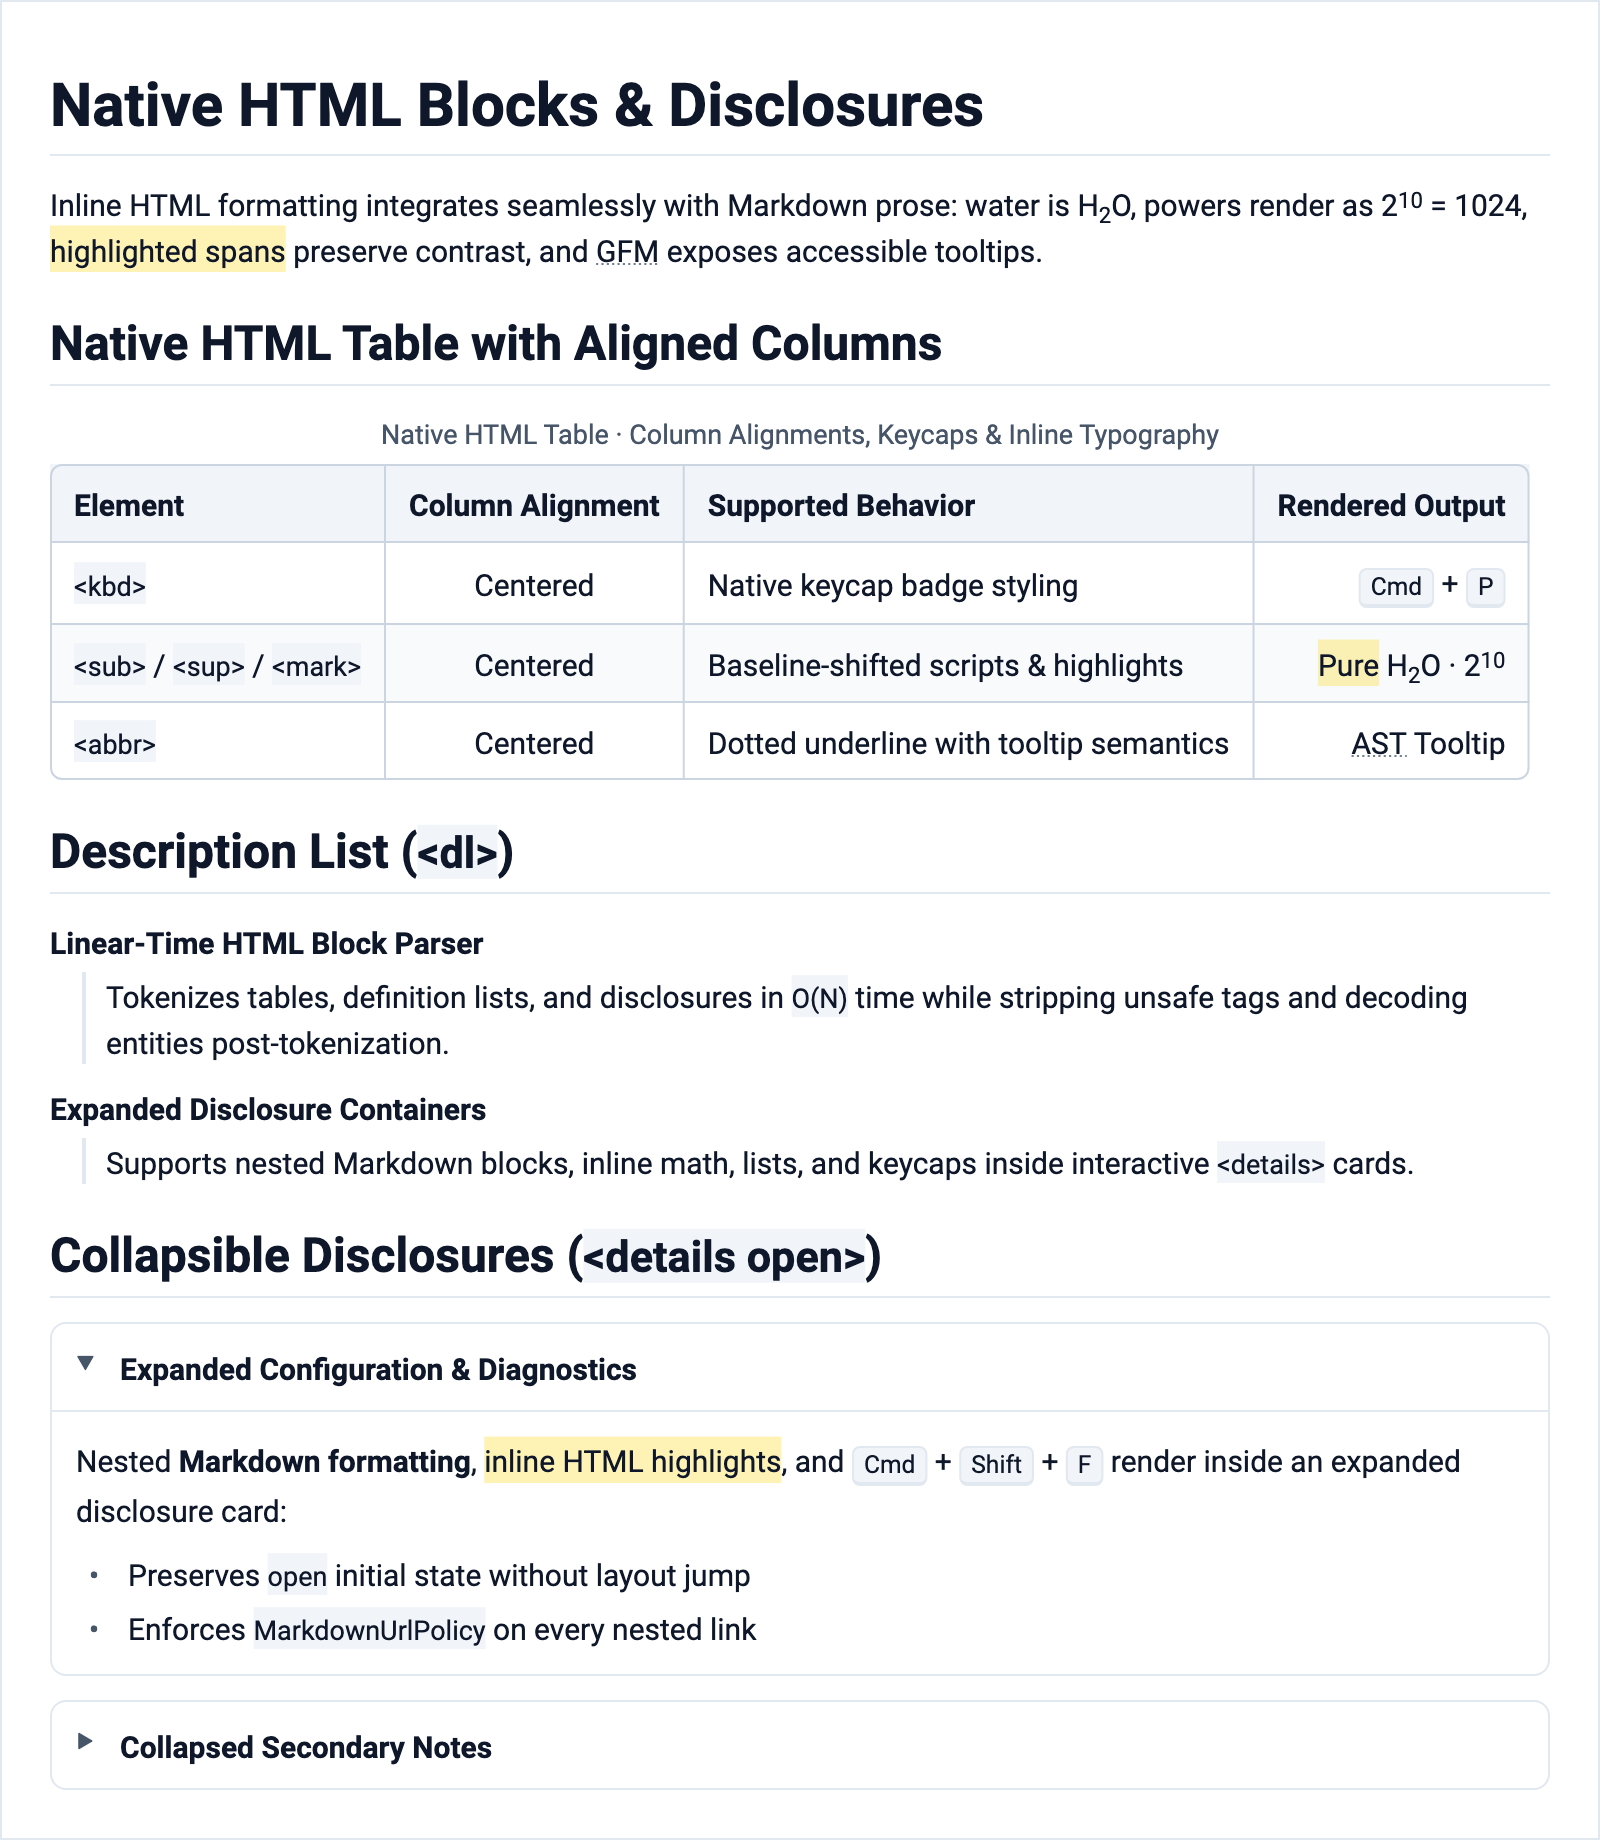 Native HTML Blocks & Disclosures
Inline HTML formatting integrates seamlessly with Markdown prose: water is H₂O, powers render as 2¹⁰ = 1024,
highlighted spans preserve contrast, and GFM exposes accessible tooltips.
Native HTML Table with Aligned Columns
Native HTML Table · Column Alignments, Keycaps & Inline Typography
Element Column Alignment Supported Behavior Rendered Output
<kbd> Centered Native keycap badge styling Cmd + P
<sub> / <sup> / <mark> Centered Baseline-shifted scripts & highlights Pure H₂O · 2¹⁰
<abbr> Centered Dotted underline with tooltip semantics AST Tooltip
Description List (<dl>)
Linear-Time HTML Block Parser
Tokenizes tables, definition lists, and disclosures in O(N) time while stripping unsafe tags and decoding
entities post-tokenization.
Expanded Disclosure Containers
Supports nested Markdown blocks, inline math, lists, and keycaps inside interactive <details> cards.
Collapsible Disclosures (<details open>)
▼ Expanded Configuration & Diagnostics
Nested Markdown formatting, inline HTML highlights, and Cmd + Shift + F render inside an expanded
disclosure card:
• Preserves open initial state without layout jump
• Enforces MarkdownUrlPolicy on every nested link
▶ Collapsed Secondary Notes